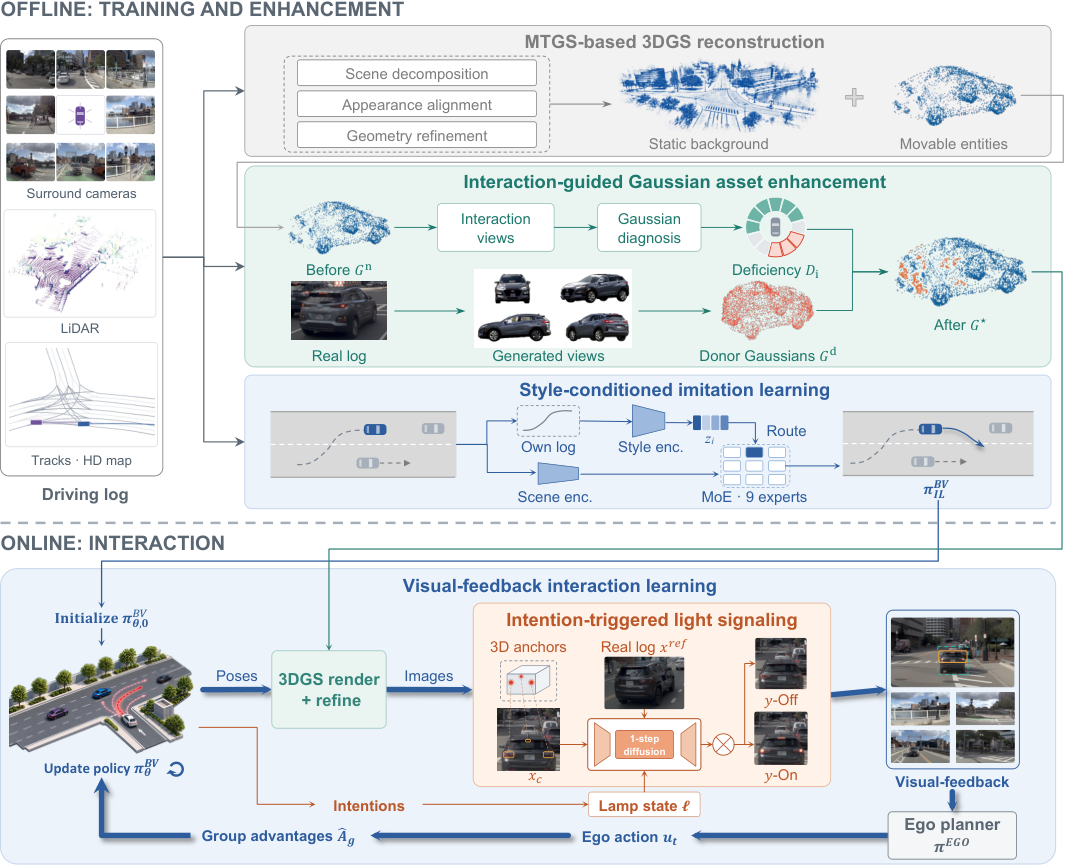 OFFLINE: TRAINING AND ENHANCEMENT
Surround cameras
LiDAR
Tracks · HD map
Driving log
MTGS-based 3DGS reconstruction
Scene decomposition
Appearance alignment
Geometry refinement
Static background
Movable entities
Interaction-guided Gaussian asset enhancement
Before Gⁿ
Interaction
views
Gaussian
diagnosis
Deficiency Dᵢ
Real log
Generated views
Donor Gaussians Gᵈ
After G*
Style-conditioned imitation learning
Own log
Style enc.
zᵢ
Route
Scene enc.
MoE · 9 experts
π_{IL}^{BV}
ONLINE: INTERACTION
Visual-feedback interaction learning
Initialize π_{θ,0}^{BV}
Update policy π_θ^{BV}
Poses
3DGS render
+ refine
Images
Intention-triggered light signaling
3D anchors
Real log x^{ref}
x_c
1-step
diffusion
y-Off
y-On
Intentions
Lamp state ℓ
Visual-feedback
Ego planner
π^{EGO}
Ego action u_t
Group advantages Â_g